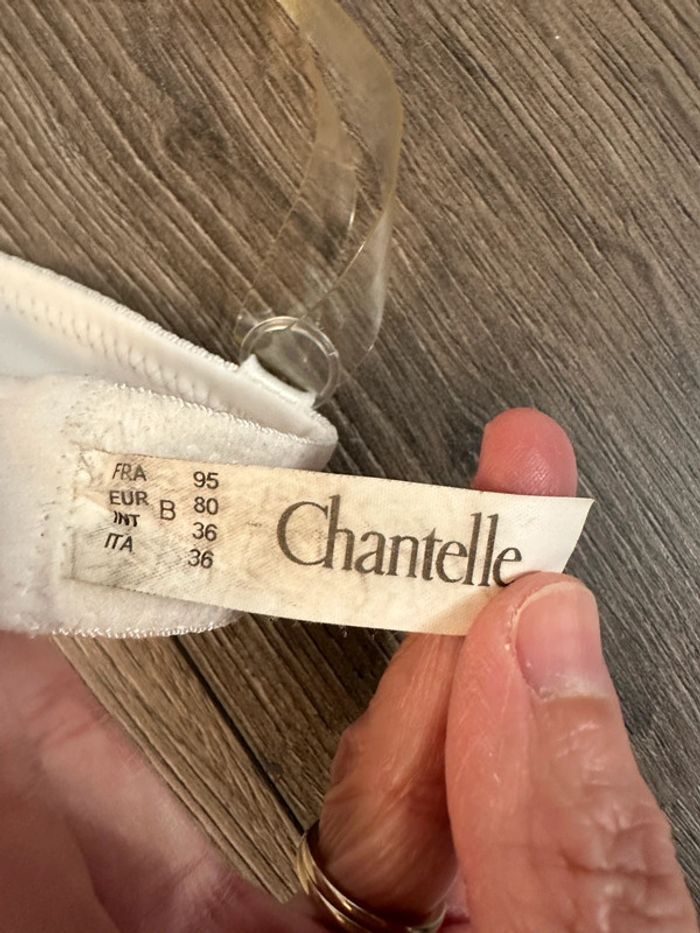 FRA 95
EUR B 80
INT 36
ITA 36
Chantelle